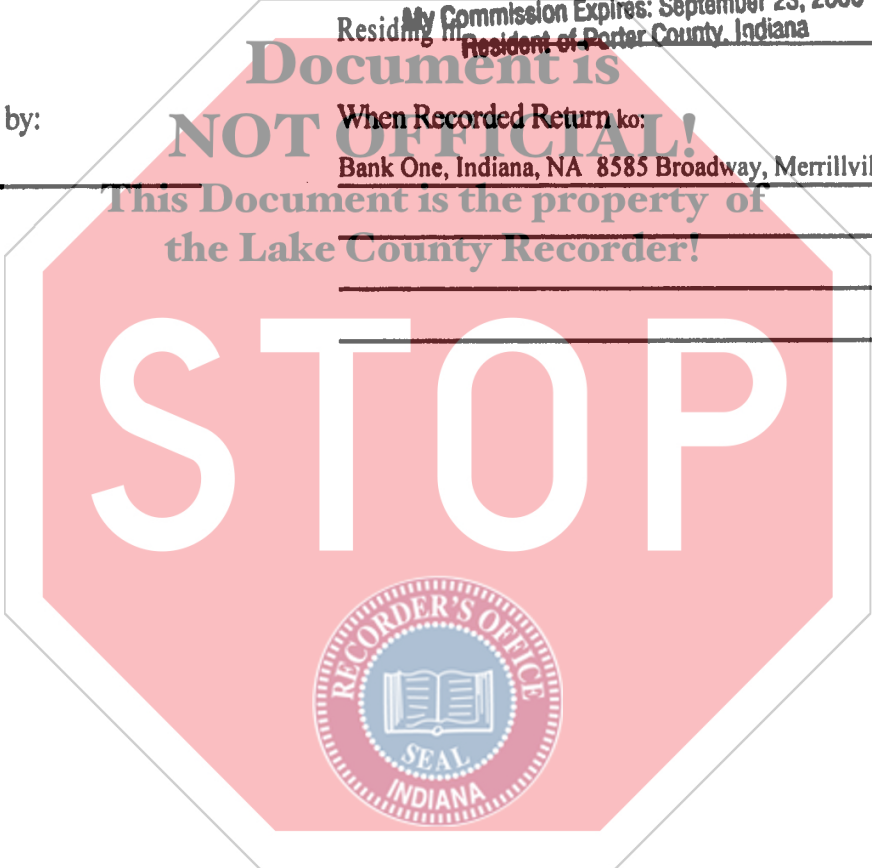 My Commission Expires: September 23,
Residing in
Resident of Porter County, Indiana
Document is
by:
When Recorded Return ko:
NOT OFFICIAL!
Bank One, Indiana, NA 8585 Broadway,
This Document is the property of
the Lake County Recorder!
STOP
RECORDER'S OFFICE
SEAL
INDIANA